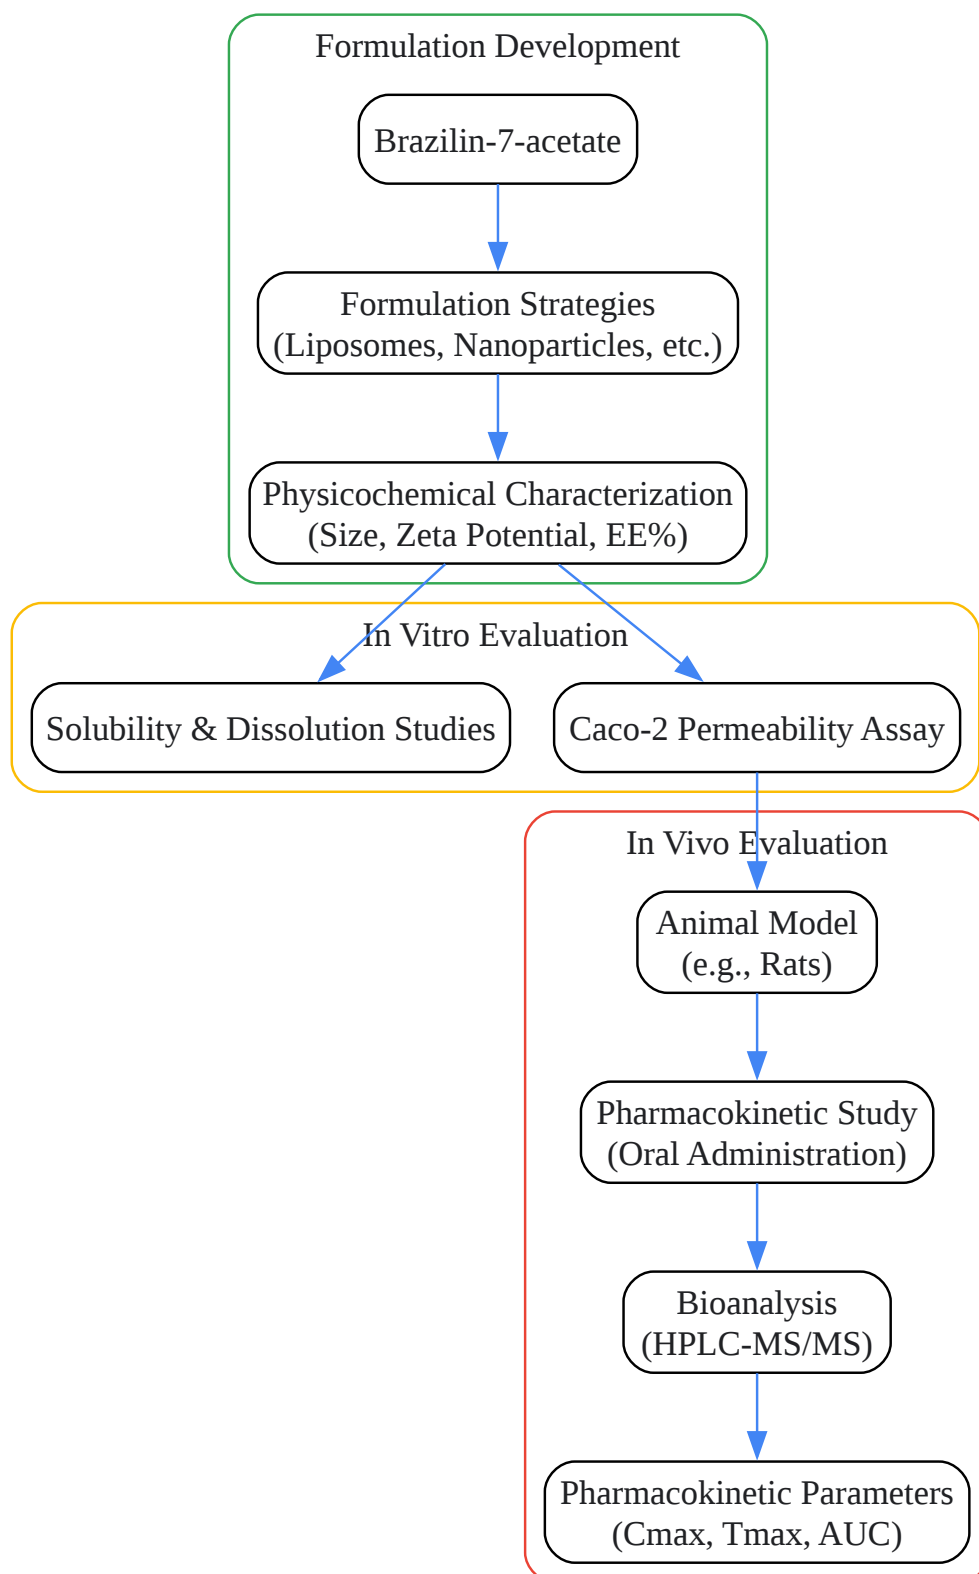 Formulation Development
Brazilin-7-acetate
Formulation Strategies
(Liposomes, Nanoparticles, etc.)
Physicochemical Characterization
(Size, Zeta Potential, EE%)
In Vitro Evaluation
Solubility & Dissolution Studies
Caco-2 Permeability Assay
In Vivo Evaluation
Animal Model
(e.g., Rats)
Pharmacokinetic Study
(Oral Administration)
Bioanalysis
(HPLC-MS/MS)
Pharmacokinetic Parameters
(Cmax, Tmax, AUC)